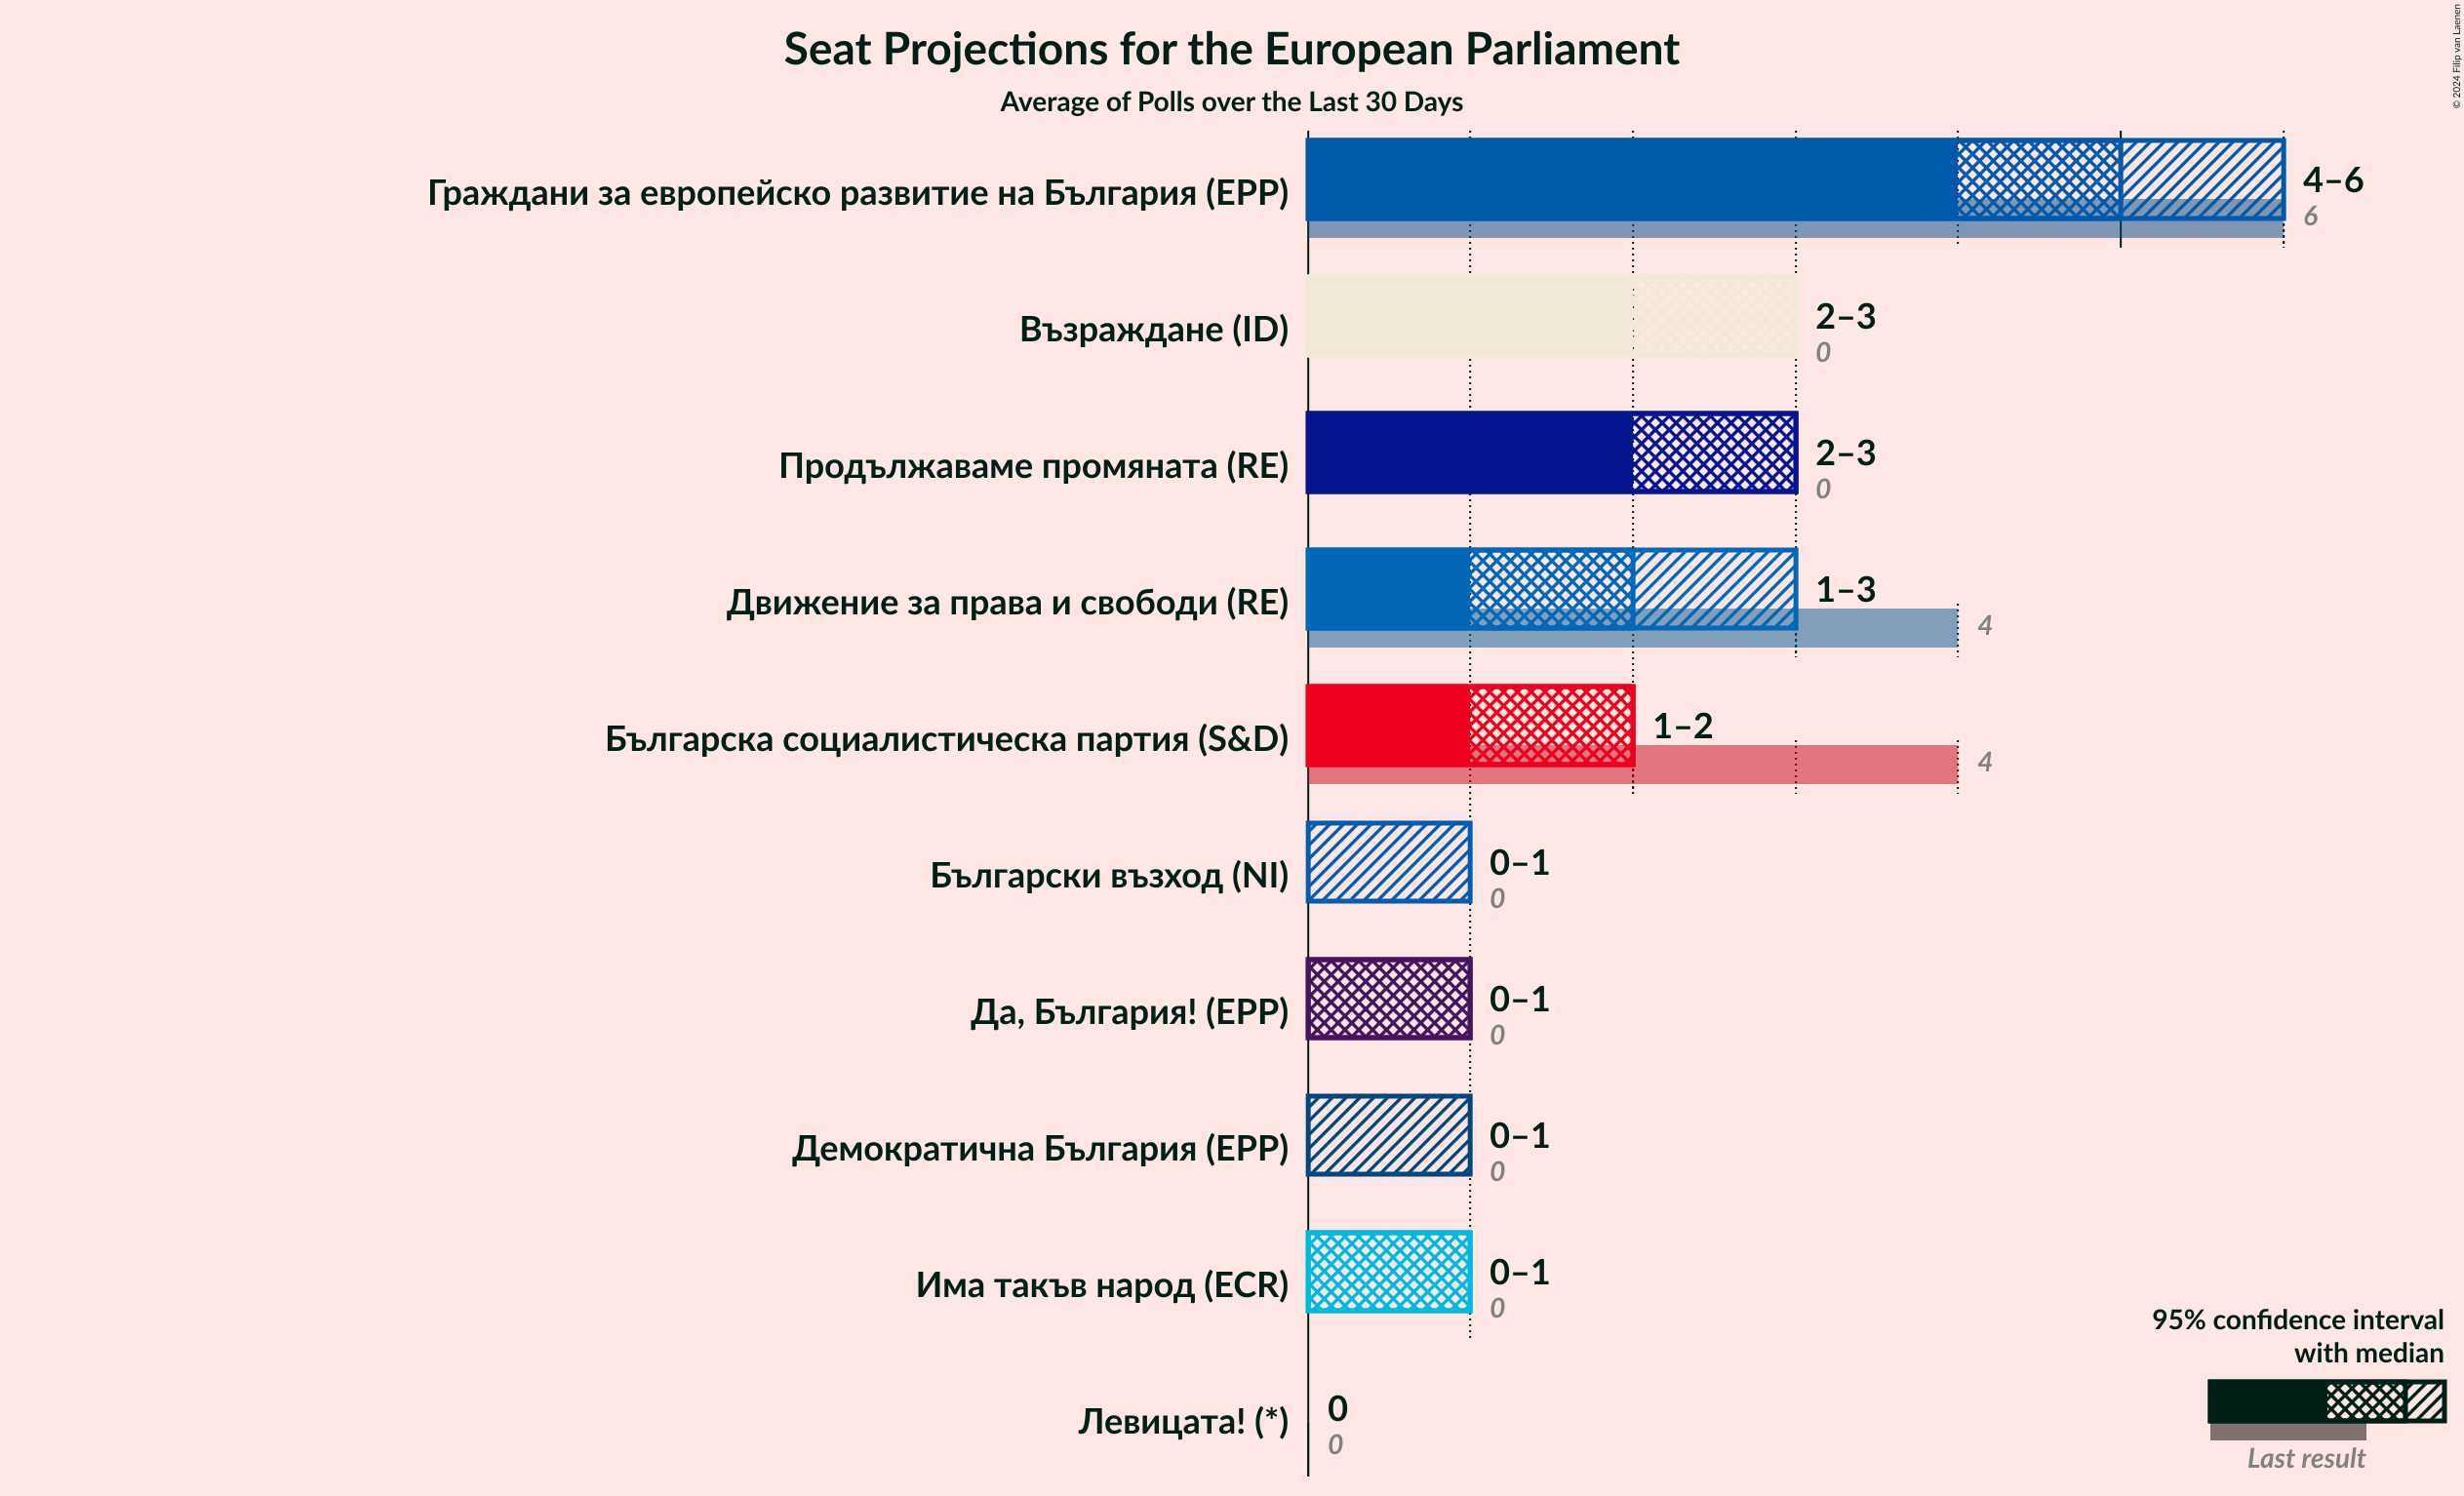 © 2024 Filip van Laenen
Seat Projections for the European Parliament
Average of Polls over the Last 30 Days
Граждани за европейско развитие на България (EPP)
4–6
6
Възраждане (ID)
2–3
0
Продължаваме промяната (RE)
2–3
0
Движение за права и свободи (RE)
1–3
4
Българска социалистическа партия (S&D)
1–2
4
Български възход (NI)
0–1
0
Да, България! (EPP)
0–1
0
Демократична България (EPP)
0–1
0
Има такъв народ (ECR)
0–1
0
Левицата! (*)
0
0
95% confidence interval
with median
Last result